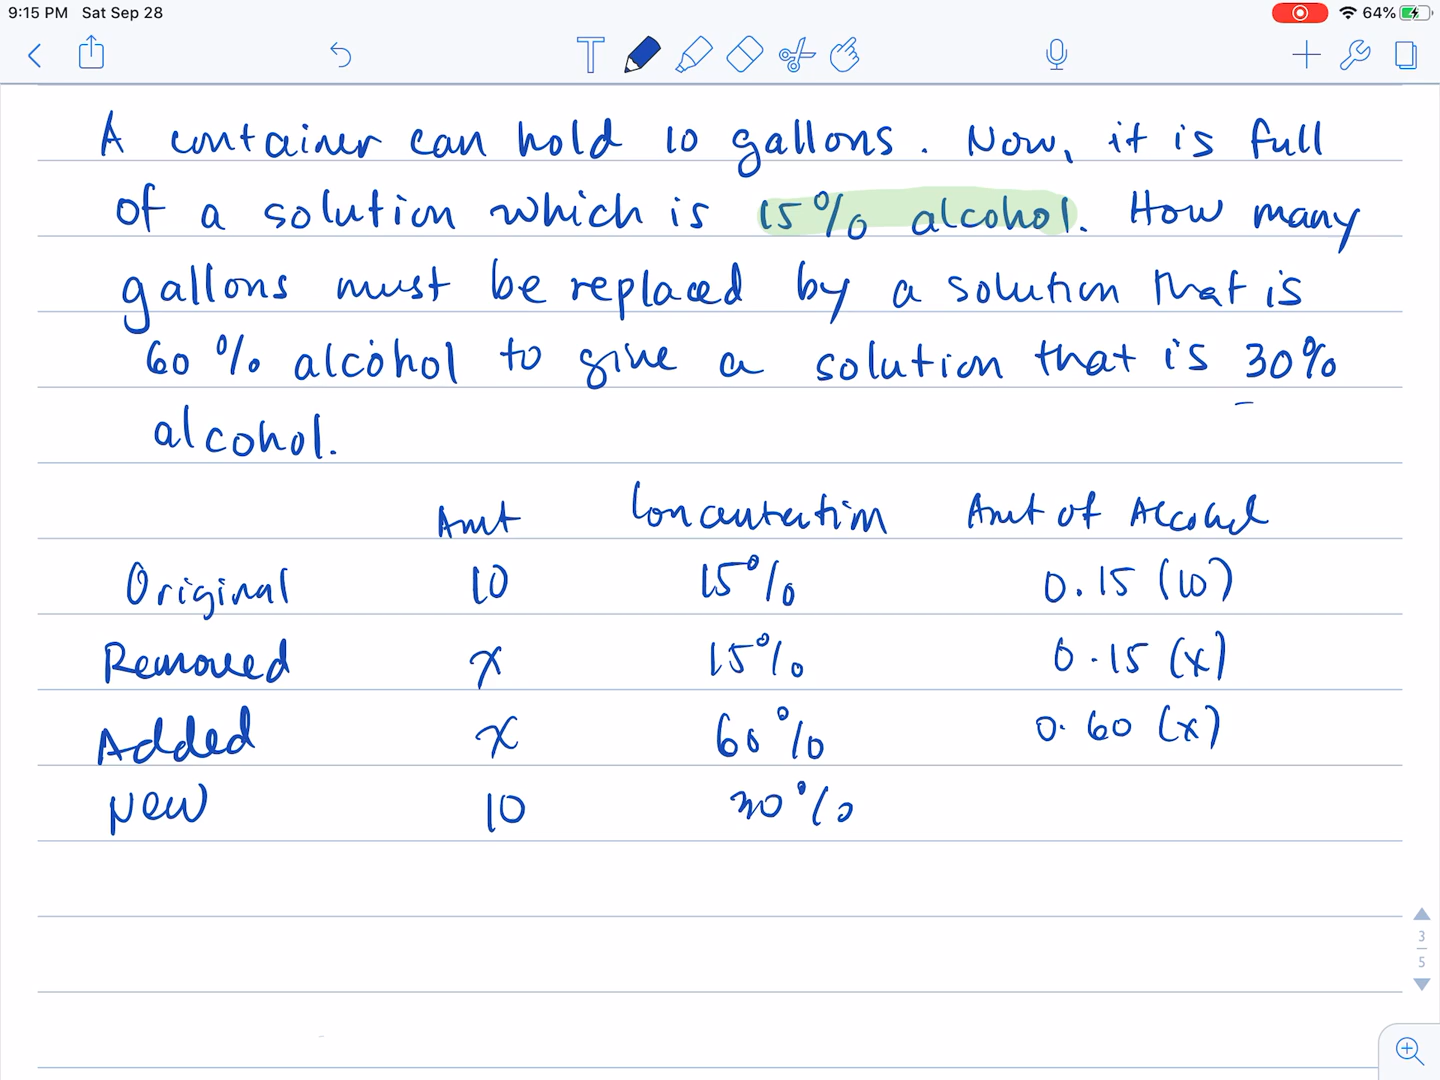 9:15 PM Sat Sep 28
64%
T
A container can hold 10 gallons. Now, it is full
of a solution which is 15% alcohol. How many
gallons must be replaced by a solution that is
60% alcohol to give a solution that is 30%
alcohol.
Amt Concentration Amt of Alcohol
Original 10 15% 0.15 (10)
Removed x 15% 0.15 (x)
Added x 60% 0.60 (x)
New 10 30%
3
5